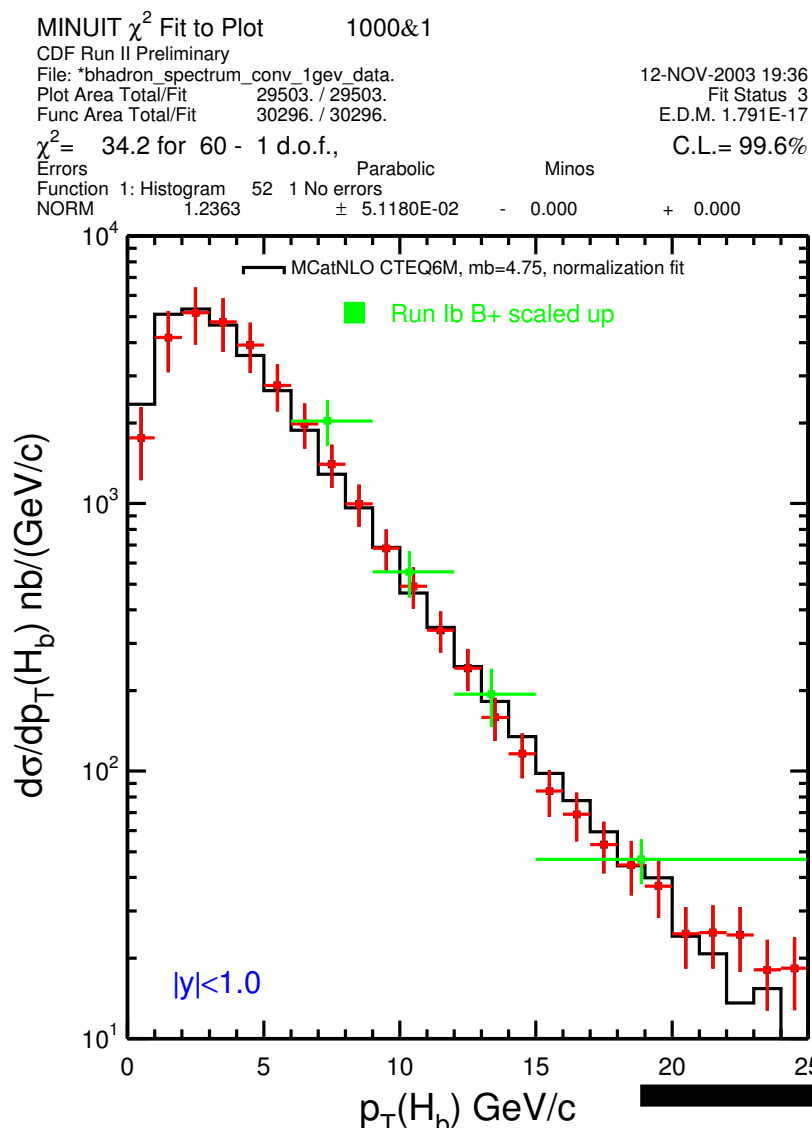 MINUIT χ² Fit to Plot 1000&1
CDF Run II Preliminary
File: *bhadron_spectrum_conv_1gev_data. 12-NOV-2003 19:36
Plot Area Total/Fit 29503. / 29503. Fit Status 3
Func Area Total/Fit 30296. / 30296. E.D.M. 1.791E-17
χ²= 34.2 for 60 - 1 d.o.f., C.L.= 99.6%
Errors Parabolic Minos
Function 1: Histogram 52 1 No errors
NORM 1.2363 ± 5.1180E-02 - 0.000 + 0.000
MCatNLO CTEQ6M, mb=4.75, normalization fit
Run Ib B+ scaled up
10⁴
10³
10²
10¹
dσ/dp_T(H_b) nb/(GeV/c)
|y|<1.0
0 5 10 15 20 25
p_T(H_b) GeV/c